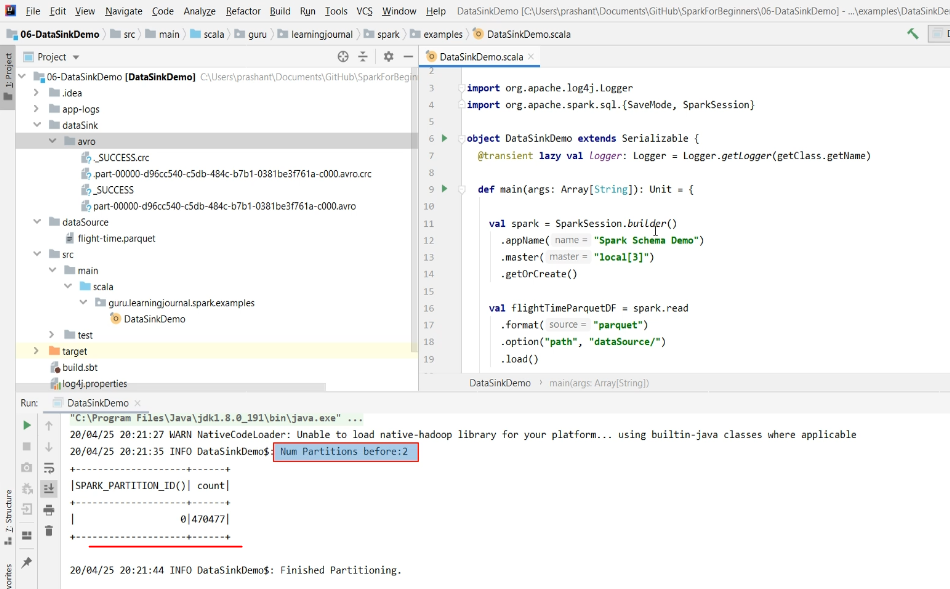 File Edit View Navigate Code Analyze Refactor Build Run Tools VCS Window Help DataSinkDemo [C:\Users\prashant\Documents\GitHub\SparkForBeginners\06-DataSinkDemo] - ...\examples\DataSinkDemo
06-DataSinkDemo src main scala guru learningjournal spark examples DataSinkDemo.scala
1: Project
Project
06-DataSinkDemo [DataSinkDemo] C:\Users\prashant\Documents\GitHub\SparkForBegin
.idea
app-logs
dataSink
avro
._SUCCESS.crc
.part-00000-d96cc540-c5db-484c-b7b1-0381be3f761a-c000.avro.crc
_SUCCESS
part-00000-d96cc540-c5db-484c-b7b1-0381be3f761a-c000.avro
dataSource
flight-time.parquet
src
main
scala
guru.learningjournal.spark.examples
DataSinkDemo
test
target
build.sbt
log4j.properties
DataSinkDemo.scala
2
3 import org.apache.log4j.Logger
4 import org.apache.spark.sql.{SaveMode, SparkSession}
5
6 object DataSinkDemo extends Serializable {
7 @transient lazy val logger: Logger = Logger.getLogger(getClass.getName)
8
9 def main(args: Array[String]): Unit = {
10
11 val spark = SparkSession.builder()
12 .appName( name = "Spark Schema Demo")
13 .master( master = "local[3]")
14 .getOrCreate()
15
16 val flightTimeParquetDF = spark.read
17 .format( source = "parquet")
18 .option("path", "dataSource/")
19 .load()
DataSinkDemo main(args: Array[String])
Run: DataSinkDemo
"C:\Program Files\Java\jdk1.8.0_191\bin\java.exe" ...
20/04/25 20:21:27 WARN NativeCodeLoader: Unable to load native-hadoop library for your platform... using builtin-java classes where applicable
20/04/25 20:21:35 INFO DataSinkDemo$: Num Partitions before:2
+--------------------+------+
|SPARK_PARTITION_ID()| count|
+--------------------+------+
| 0|470477|
+--------------------+------+
20/04/25 20:21:44 INFO DataSinkDemo$: Finished Partitioning.
7: Structure